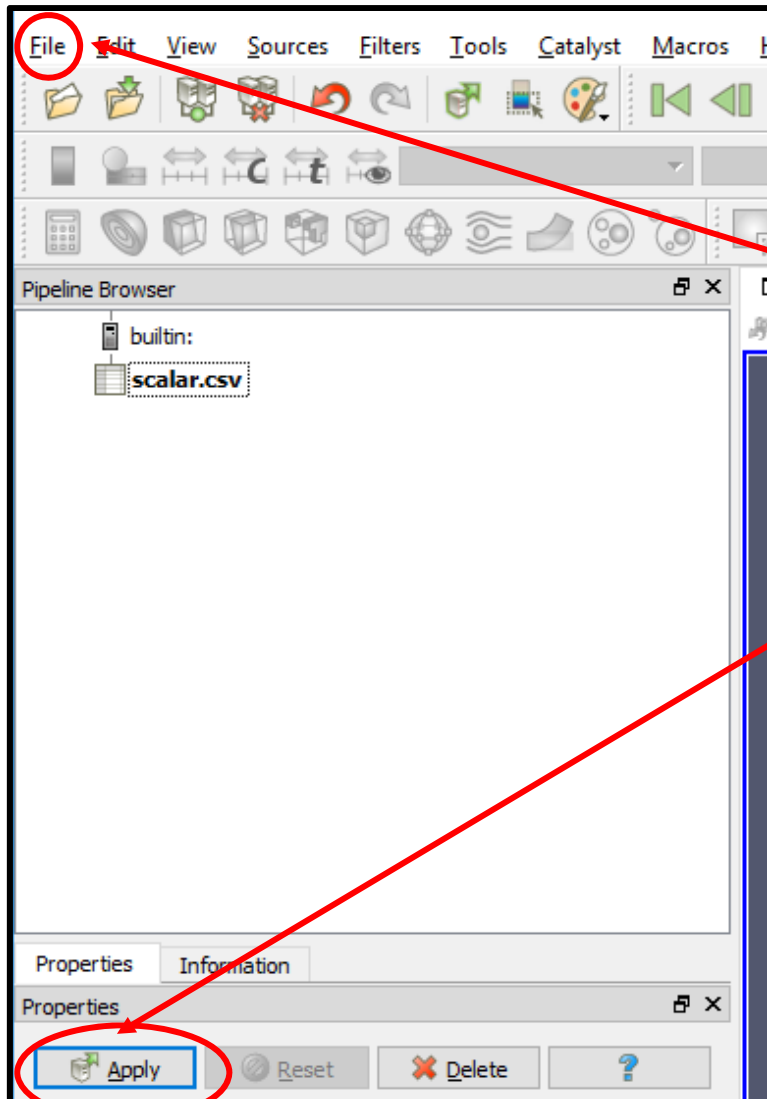 File Edit View Sources Filters Tools Catalyst Macros
C t
Pipeline Browser
builtin:
scalar.csv
Properties Information
Properties
Apply Reset Delete ?